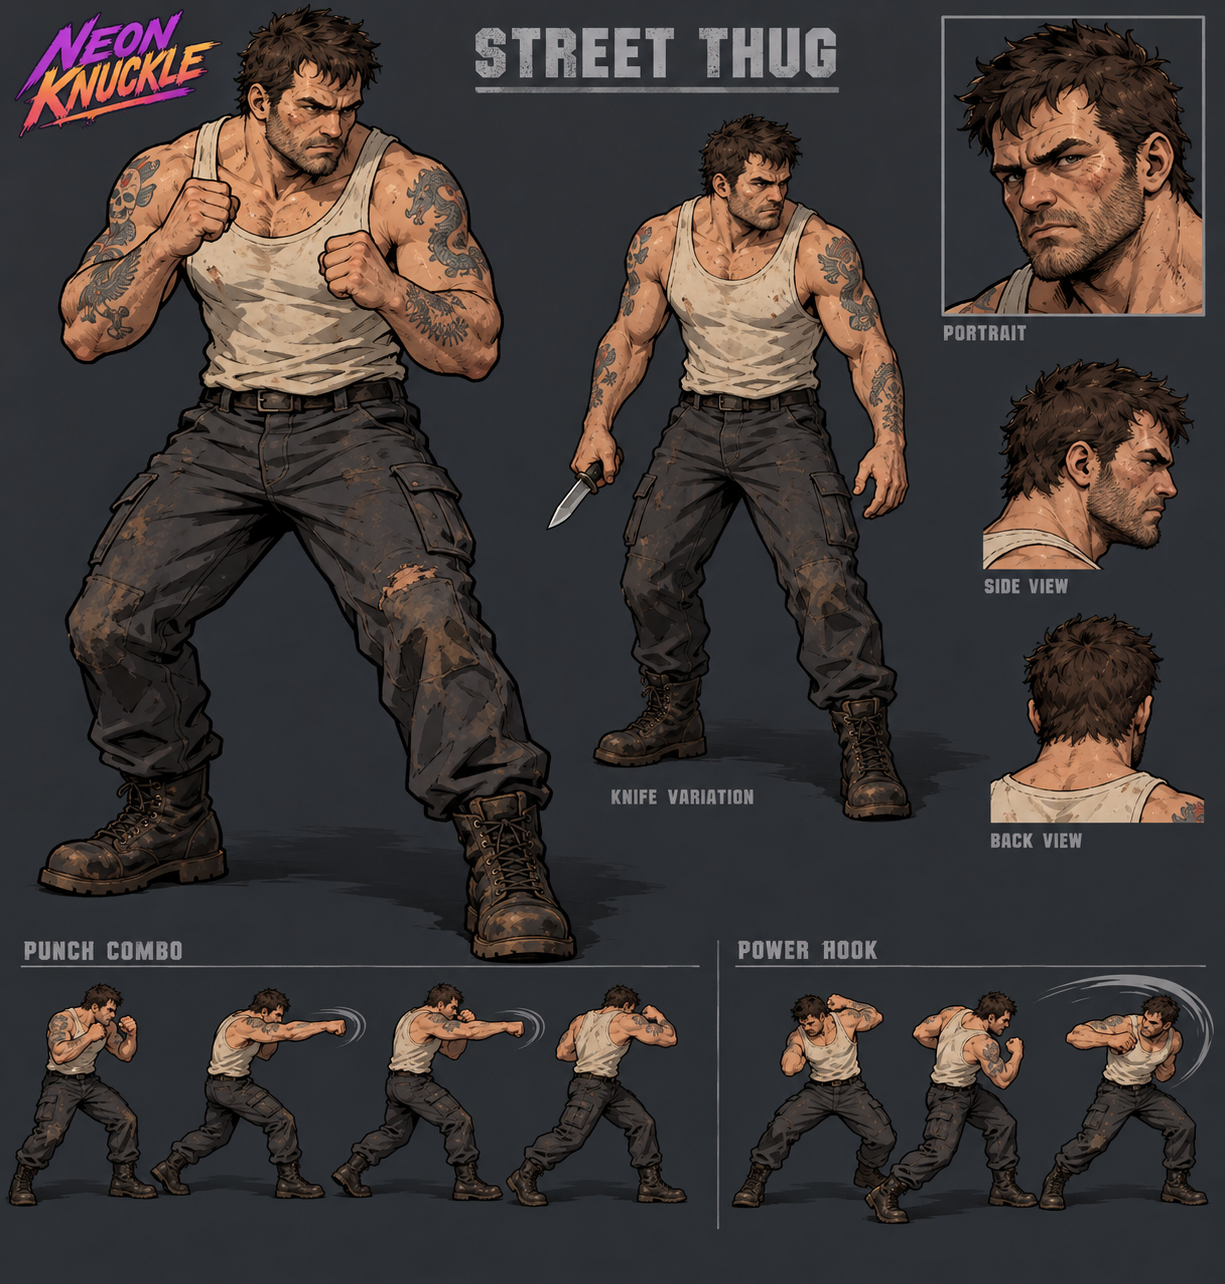 NEON
KNUCKLE
STREET THUG
PORTRAIT
SIDE VIEW
KNIFE VARIATION
BACK VIEW
PUNCH COMBO
POWER HOOK